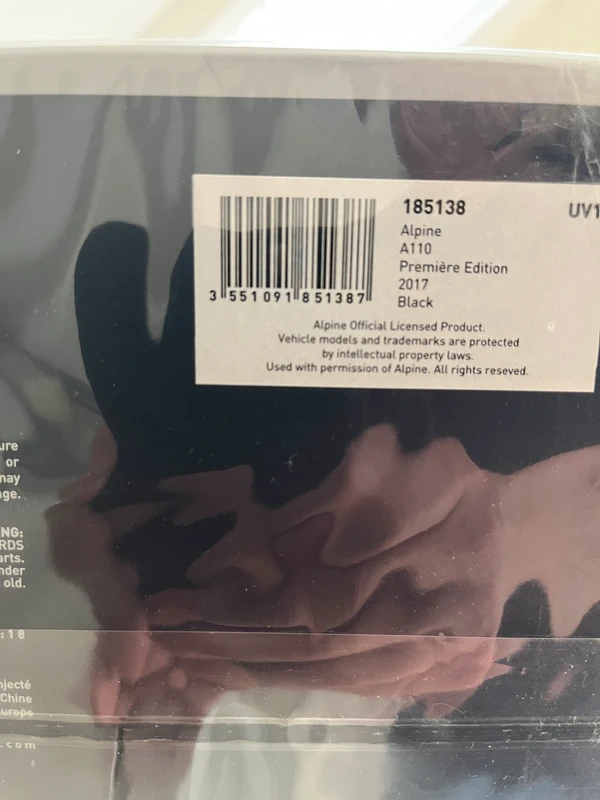 185138
UV1
Alpine
A110
Première Edition
2017
Black
3 551091 851387
Alpine Official Licensed Product.
Vehicle models and trademarks are protected
by intellectual property laws.
Used with permission of Alpine. All rights reseved.
ure
or
may
ge.
NG:
RDS
arts.
nder
old.
:18
njecté
Chine
urope
.com